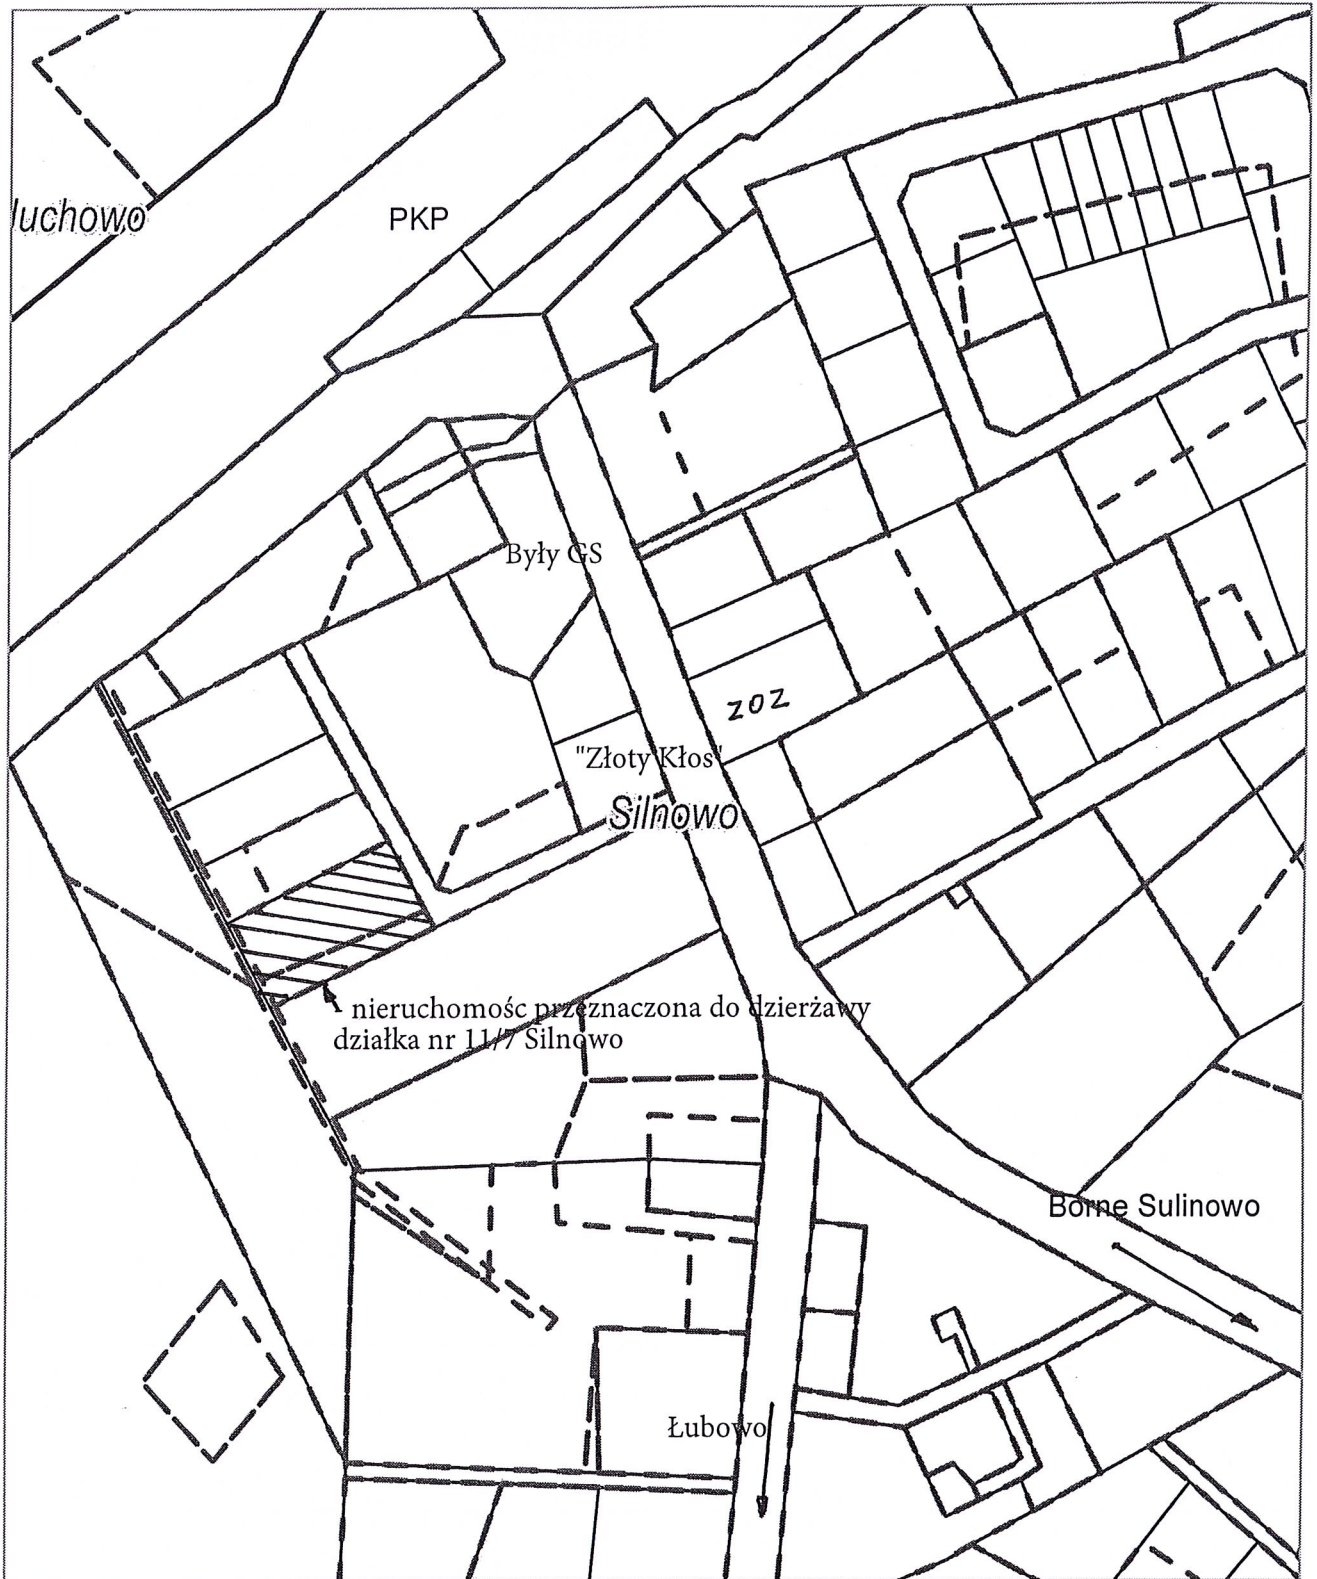 luchowo
PKP
Były GS
ZOZ
"Złoty Kłos"
Silnowo
- nieruchomośc przeznaczona do dzierżawy
działka nr 11/7 Silnowo
Borne Sulinowo
Łubowo